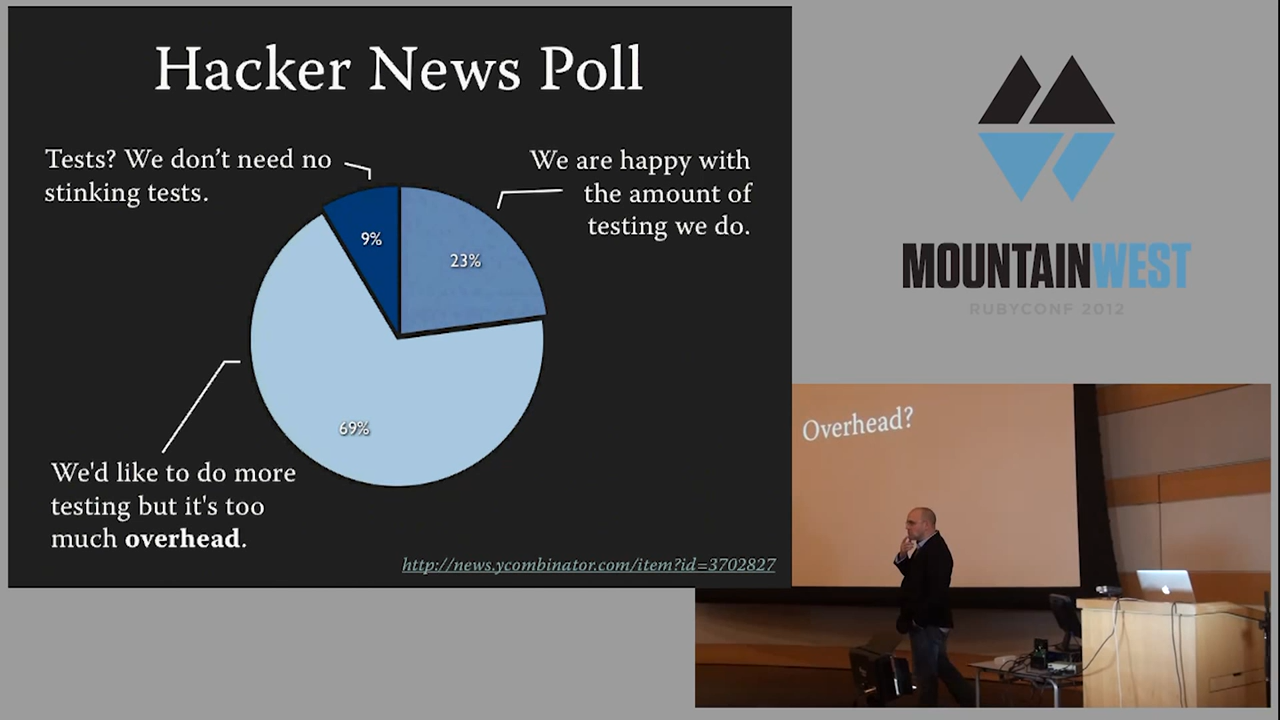 Hacker News Poll
Tests? We don't need no
stinking tests.
We are happy with
the amount of
testing we do.
9%
23%
69%
We'd like to do more
testing but it's too
much overhead.
http://news.ycombinator.com/item?id=3702827
MOUNTAINWEST
RUBYCONF 2012
Overhead?